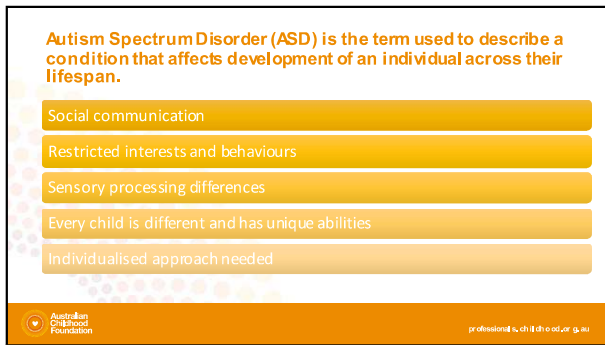 Autism Spectrum Disorder (ASD) is the term used to describe a
condition that affects development of an individual across their
lifespan.
Social communication
Restricted interests and behaviours
Sensory processing differences
Every child is different and has unique abilities
Individualised approach needed
Australian
Childhood
Foundation
professionals.childhood.org.au